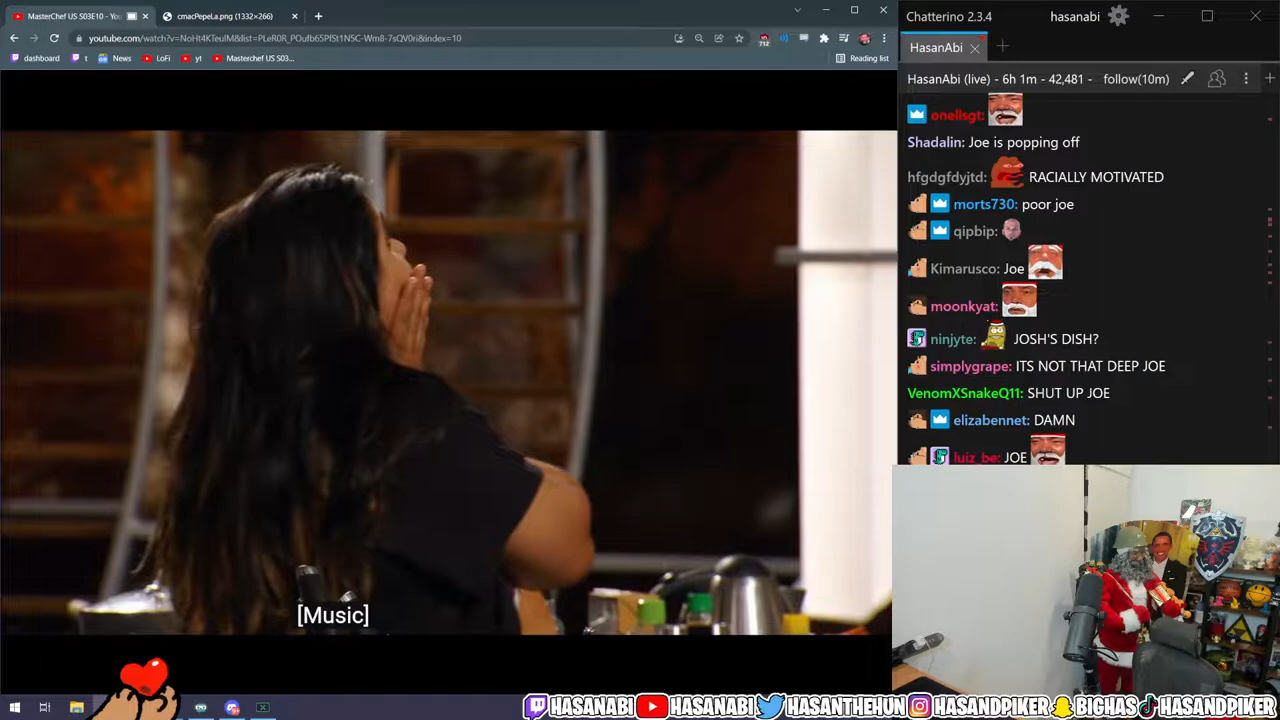 MasterChef US S03E10 - You
cmacPepeLa.png (1332×266)
youtube.com/watch?v=NoHt4KTeuIM&list=PLeR0R_POufb65PfSt1NSC-Wm8-7sQV0ri&index=10
712
dashboard
t
News
LoFi
yt
Masterchef US S03...
Reading list
[Music]
Chatterino 2.3.4
hasanabi
HasanAbi
HasanAbi (live) - 6h 1m - 42,481 - follow(10m)
onellsgt:
Shadalin: Joe is popping off
hfgdgfdyjtd: RACIALLY MOTIVATED
morts730: poor joe
qipbip:
Kimarusco: Joe
moonkyat:
ninjyte: JOSH'S DISH?
simplygrape: ITS NOT THAT DEEP JOE
VenomXSnakeQ11: SHUT UP JOE
elizabennet: DAMN
luiz_be: JOE
HASANABI
HASANABI
HASANTHEHUN
HASANDPIKER
BIGHAS
HASANDPIKER